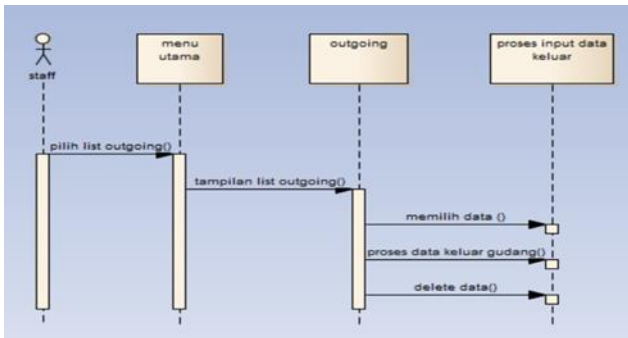 staff
menu
utama
outgoing
proses input data
keluar
pilih list outgoing()
tampilan list outgoing()
memilih data ()
proses data keluar gudang()
delete data()